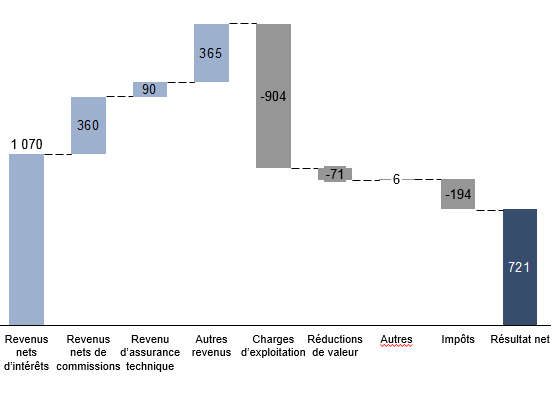 365
90
-904
360
1 070
-71
6
-194
721
Revenus nets d'intérêts
Revenus nets de commissions
Revenu d'assurance technique
Autres revenus
Charges d'exploitation
Réductions de valeur
Autres
Impôts
Résultat net